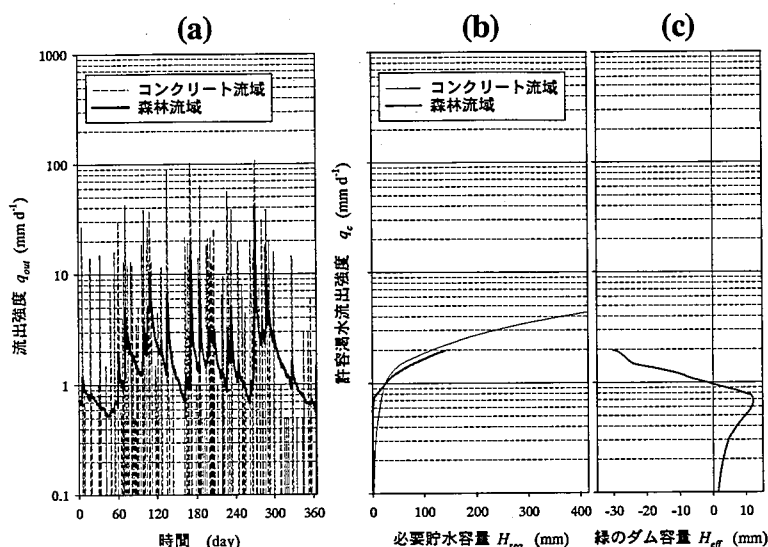 (a)
(b)
(c)
コンクリート流域
森林流域
コンクリート流域
森林流域
流出強度 q_out (mm d⁻¹)
1000
100
10
1
0.1
0 60 120 180 240 300 360
時間 (day)
許容渇水流出強度 q_c (mm d⁻¹)
0 100 200 300 400
必要貯水容量 H_req (mm)
-30 -20 -10 0 10
緑のダム容量 H_eff (mm)